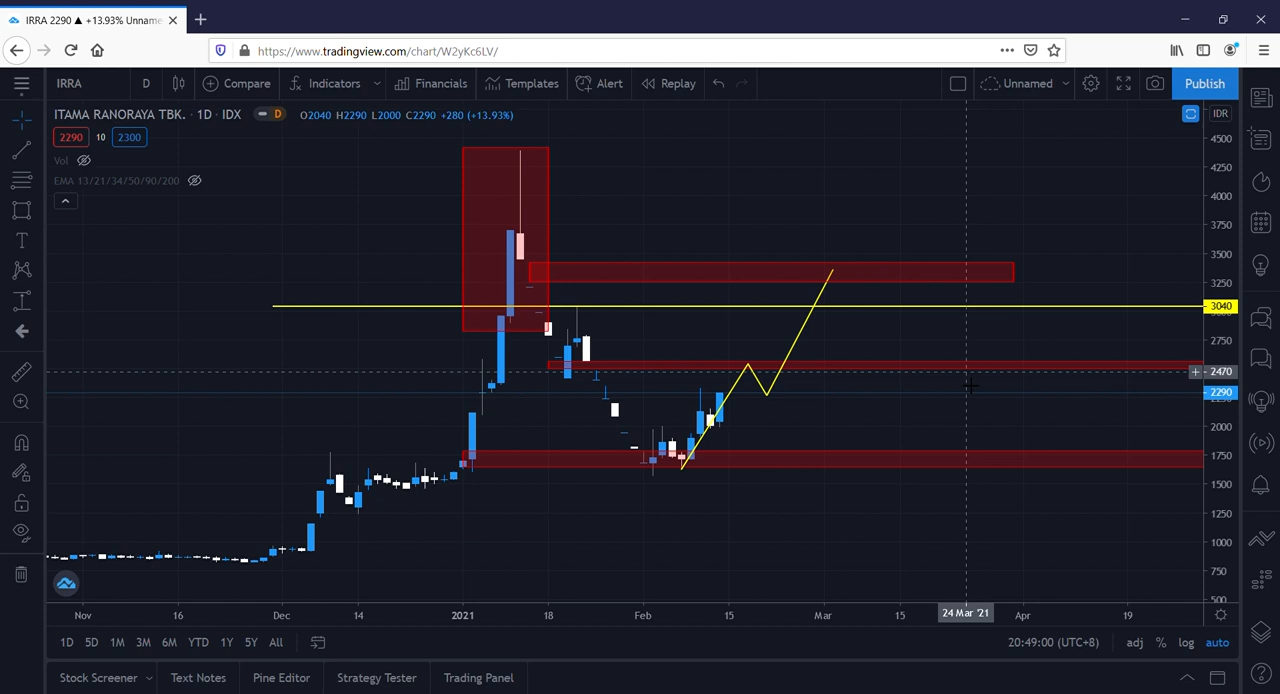 IRRA 2290 ▲ +13.93% Unname
https://www.tradingview.com/chart/W2yKc6LV/
IRRA D Compare Indicators Financials Templates Alert Replay Unnamed Publish
ITAMA RANORAYA TBK. · 1D · IDX D O2040 H2290 L2000 C2290 +280 (+13.93%)
IDR
2290 10 2300
Vol
EMA 13/21/34/50/90/200
4500
4250
4000
3750
3500
3250
3040
2750
2470
2290
2000
1750
1500
1250
1000
750
500
Nov 16 Dec 14 2021 18 Feb 15 Mar 15 24 Mar '21 Apr 19
1D 5D 1M 3M 6M YTD 1Y 5Y All 20:49:00 (UTC+8) adj % log auto
Stock Screener Text Notes Pine Editor Strategy Tester Trading Panel